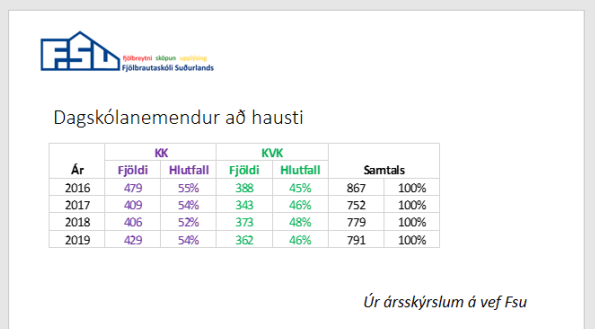 FSU
fjölbreytni sköpun upplýsing
Fjölbrautaskóli Suðurlands
Dagskólanemendur að hausti
KK KVK
Ár Fjöldi Hlutfall Fjöldi Hlutfall Samtals
2016 479 55% 388 45% 867 100%
2017 409 54% 343 46% 752 100%
2018 406 52% 373 48% 779 100%
2019 429 54% 362 46% 791 100%
Úr ársskýrslum á vef Fsu